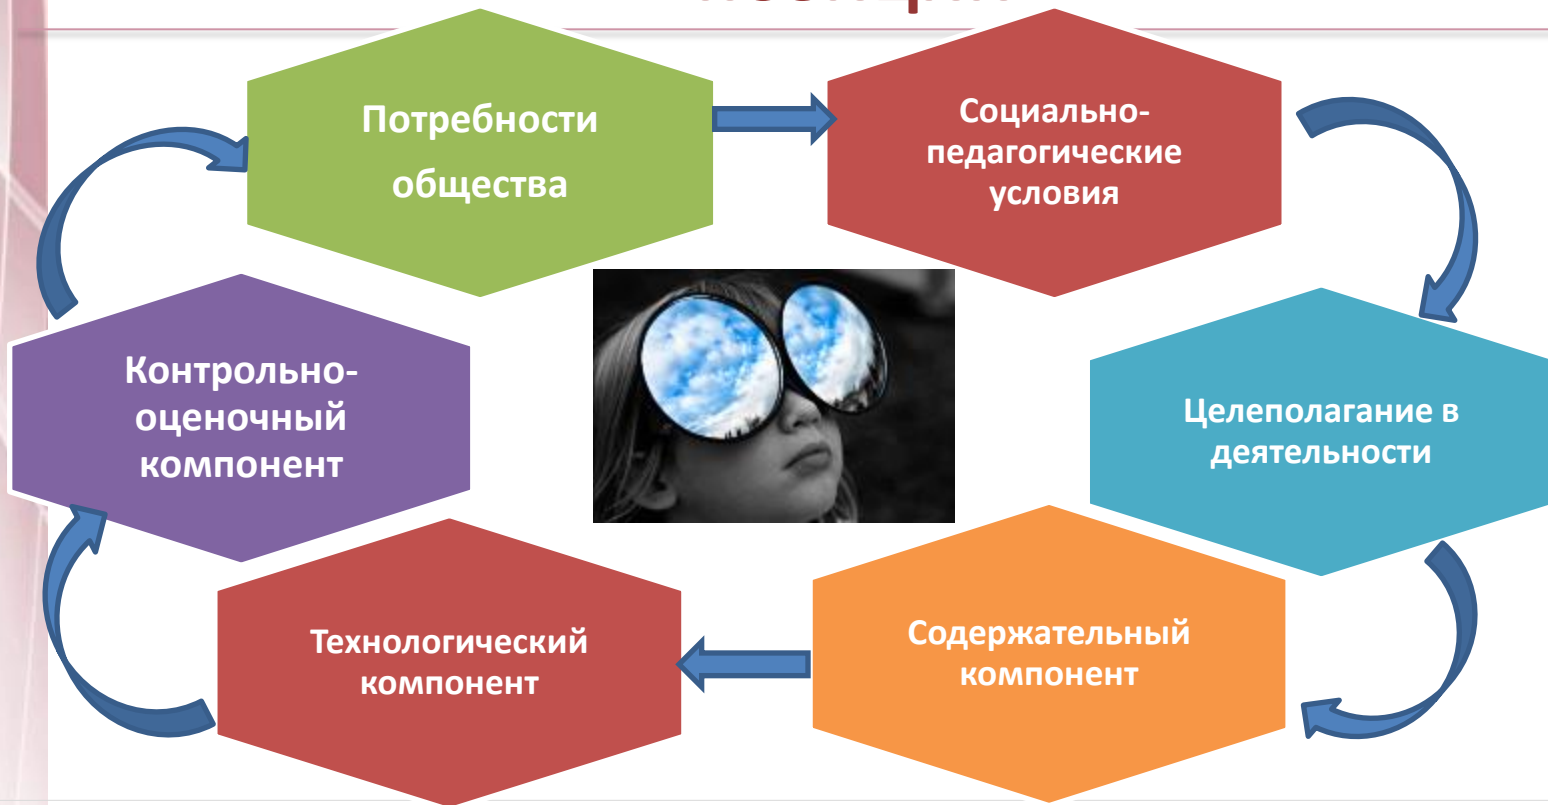 Потребности
общества
Социально-
педагогические
условия
Целеполагание в
деятельности
Содержательный
компонент
Технологический
компонент
Контрольно-
оценочный
компонент